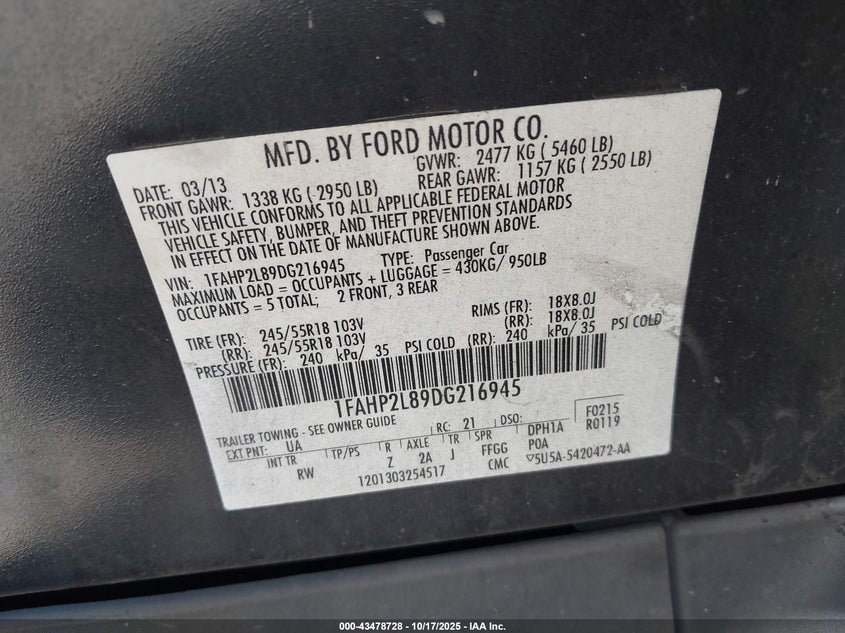 MFD. BY FORD MOTOR CO.
DATE: 03/13 GVWR: 2477 KG ( 5460 LB)
FRONT GAWR: 1338 KG ( 2950 LB) REAR GAWR: 1157 KG ( 2550 LB)
THIS VEHICLE CONFORMS TO ALL APPLICABLE FEDERAL MOTOR
VEHICLE SAFETY, BUMPER, AND THEFT PREVENTION STANDARDS
IN EFFECT ON THE DATE OF MANUFACTURE SHOWN ABOVE.
VIN: 1FAHP2L89DG216945 TYPE: Passenger Car
MAXIMUM LOAD = OCCUPANTS + LUGGAGE = 430KG/ 950LB
OCCUPANTS = 5 TOTAL; 2 FRONT, 3 REAR
TIRE (FR): 245/55R18 103V RIMS (FR): 18X8.0J
(RR): 245/55R18 103V (RR): 18X8.0J
PRESSURE (FR): 240 kPa/ 35 PSI COLD (RR): 240 kPa/ 35 PSI COLD
1FAHP2L89DG216945
TRAILER TOWING - SEE OWNER GUIDE
F0215
EXT PNT: UA RC: 21 DSO: R0119
INT TR TP/PS R AXLE TR SPR DPH1A
RW Z 2A J FFGG POA
1201303254517 CMC ▽5U5A-5420472-AA
000-43478728 - 10/17/2025 - IAA Inc.